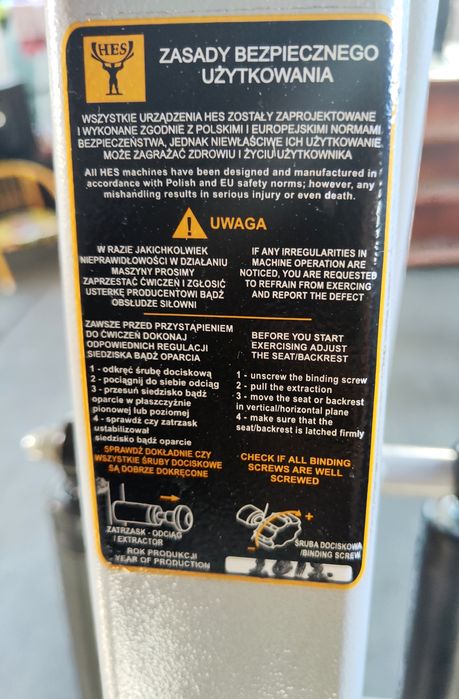 HES
ZASADY BEZPIECZNEGO
UŻYTKOWANIA
WSZYSTKIE URZĄDZENIA HES ZOSTAŁY ZAPROJEKTOWANE
I WYKONANE ZGODNIE Z POLSKIMI I EUROPEJSKIMI NORMAMI
BEZPIECZEŃSTWA, JEDNAK NIEWŁAŚCIWE ICH UŻYTKOWANIE
MOŻE ZAGRAŻAĆ ZDROWIU I ŻYCIU UŻYTKOWNIKA
All HES machines have been designed and manufactured in
accordance with Polish and EU safety norms; however, any
mishandling results in serious injury or even death.
UWAGA
W RAZIE JAKICHKOLWIEK
NIEPRAWIDŁOWOŚCI W DZIAŁANIU
MASZYNY PROSIMY
ZAPRZESTAĆ ĆWICZEŃ I ZGŁOSIĆ
USTERKĘ PRODUCENTOWI BĄDŹ
OBSŁUDZE SIŁOWNI
IF ANY IRREGULARITIES IN
MACHINE OPERATION ARE
NOTICED, YOU ARE REQUESTED
TO REFRAIN FROM EXERCING
AND REPORT THE DEFECT
ZAWSZE PRZED PRZYSTĄPIENIEM
DO ĆWICZEŃ DOKONAJ
ODPOWIEDNICH REGULACJI
SIEDZISKA BĄDŹ OPARCIA
1 - odkręć śrubę dociskową
2 - pociągnij do siebie odciąg
3 - przesuń siedzisko bądź
oparcie w płaszczyźnie
pionowej lub poziomej
4 - sprawdź czy zatrzask
ustabilizował
siedzisko bądź oparcie
BEFORE YOU START
EXERCISING ADJUST
THE SEAT/BACKREST
1 - unscrew the binding screw
2 - pull the extraction
3 - move the seat or backrest
in vertical/horizontal plane
4 - make sure that the
seat/backrest is latched firmly
SPRAWDŹ DOKŁADNIE CZY
WSZYSTKIE ŚRUBY DOCISKOWE
SĄ DOBRZE DOKRĘCONE
CHECK IF ALL BINDING
SCREWS ARE WELL
SCREWED
ZATRZASK - ODCIĄG
/ EXTRACTOR
+
-
ŚRUBA DOCISKOWA
/BINDING SCREW
ROK PRODUKCJI
YEAR OF PRODUCTION